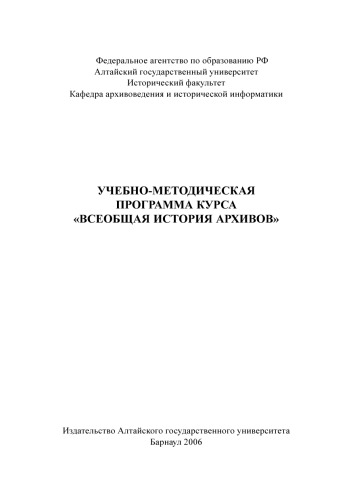 Федеральное агентство по образованию РФ
Алтайский государственный университет
Исторический факультет
Кафедра архивоведения и исторической информатики
УЧЕБНО-МЕТОДИЧЕСКАЯ
ПРОГРАММА КУРСА
«ВСЕОБЩАЯ ИСТОРИЯ АРХИВОВ»
Издательство Алтайского государственного университета
Барнаул 2006